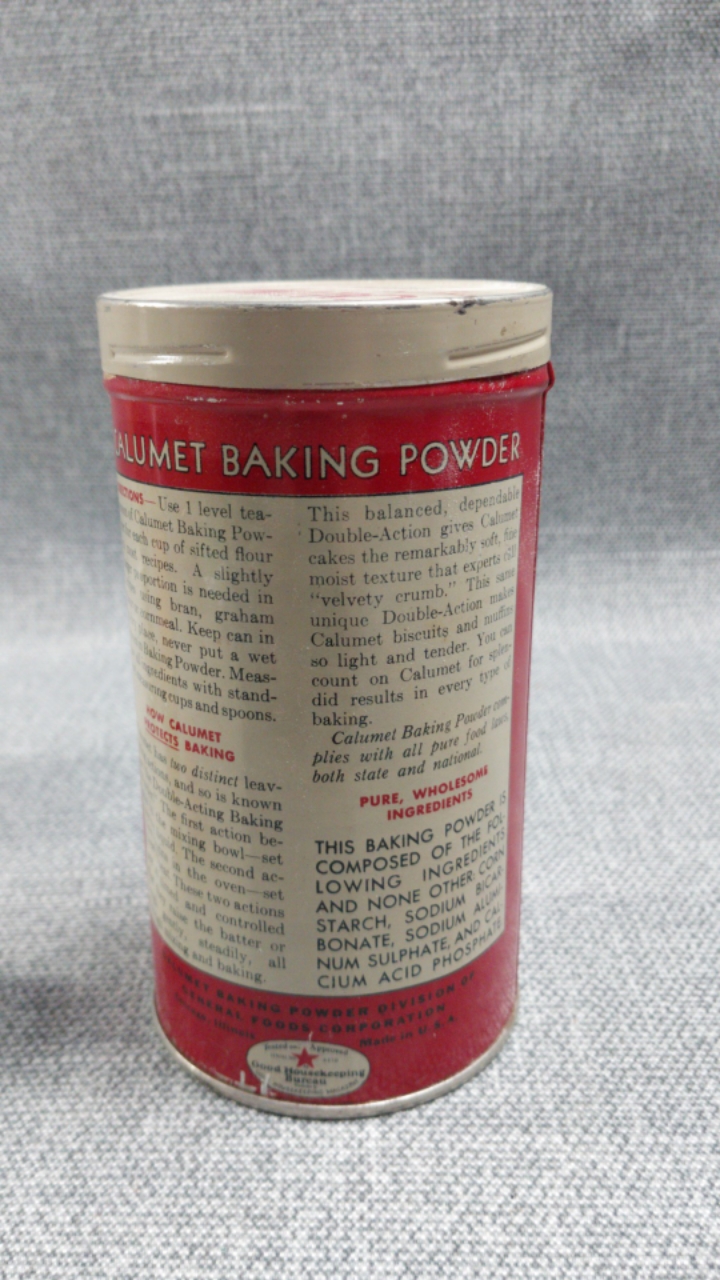 CALUMET BAKING POWDER
Use 1 level tea-
of Calumet Baking Pow-
each cup of sifted flour
recipes. A slightly
is needed in
using bran, graham
Keep can in
never put a wet
Baking Powder. Meas-
with stand-
cups and spoons.
HOW CALUMET
PROTECTS BAKING
two distinct leav-
and so is known
Double-Acting Baking
The first action be-
the mixing bowl—set
The second ac-
in the oven—set
These two actions
and controlled
the batter or
steadily, all
and baking.
This balanced, dependable
Double-Action gives Calumet
cakes the remarkably soft, fine
moist texture that experts call
"velvety crumb." This same
unique Double-Action makes
Calumet biscuits and muffins
so light and tender. You can
count on Calumet for splen-
did results in every type of
baking.
Calumet Baking Powder com-
plies with all pure food laws,
both state and national.
PURE, WHOLESOME
INGREDIENTS
THIS BAKING POWDER IS
COMPOSED OF THE FOL-
LOWING INGREDIENTS
AND NONE OTHER: CORN
STARCH, SODIUM BICAR-
BONATE, SODIUM ALUMI-
NUM SULPHATE, AND CAL-
CIUM ACID PHOSPHATE
CALUMET BAKING POWDER DIVISION OF
GENERAL FOODS CORPORATION
Illinois Made in U.S.A.
Approved
Good Housekeeping
Bureau